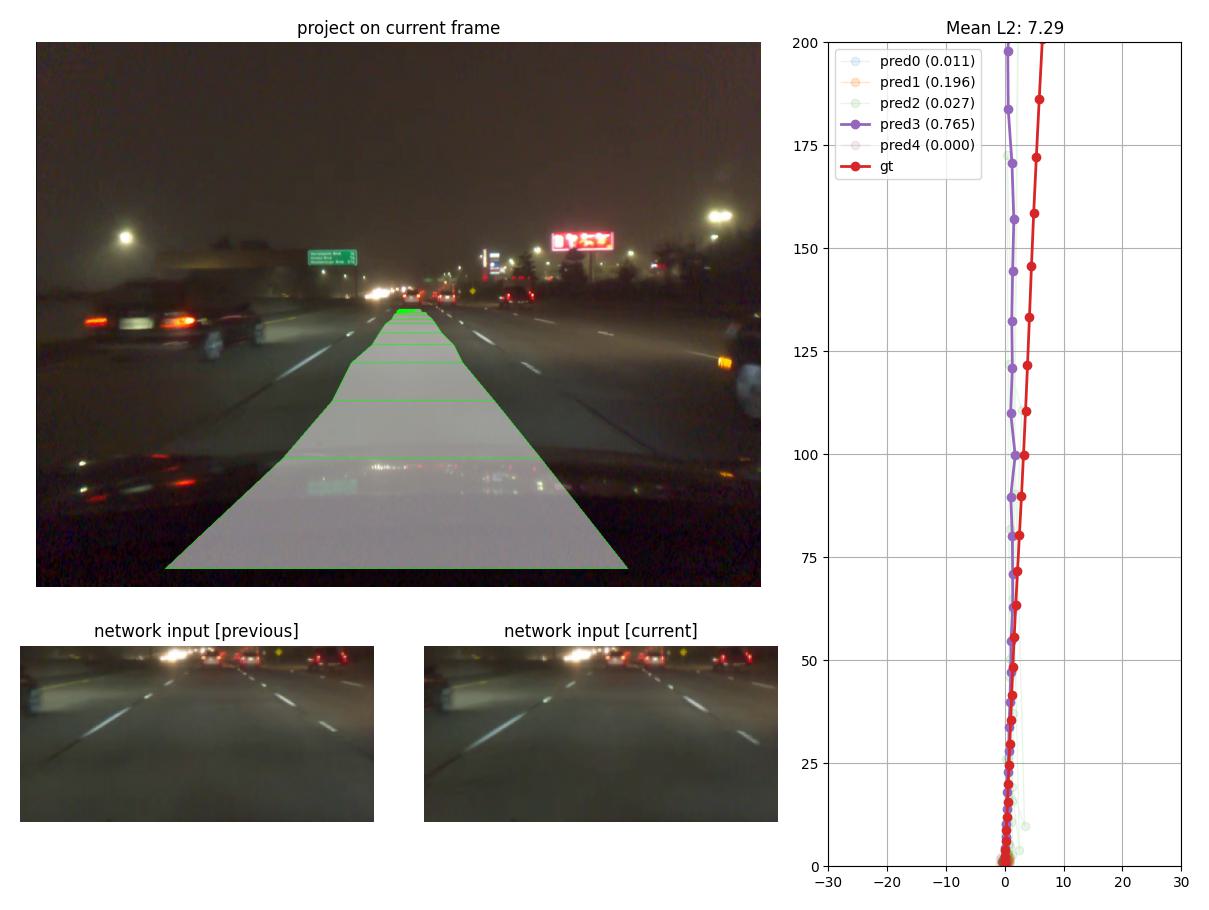 project on current frame
Mean L2: 7.29
200
175
150
125
100
75
50
25
0
−30
−20
−10
0
10
20
30
pred0 (0.011)
pred1 (0.196)
pred2 (0.027)
pred3 (0.765)
pred4 (0.000)
gt
network input [previous]
network input [current]